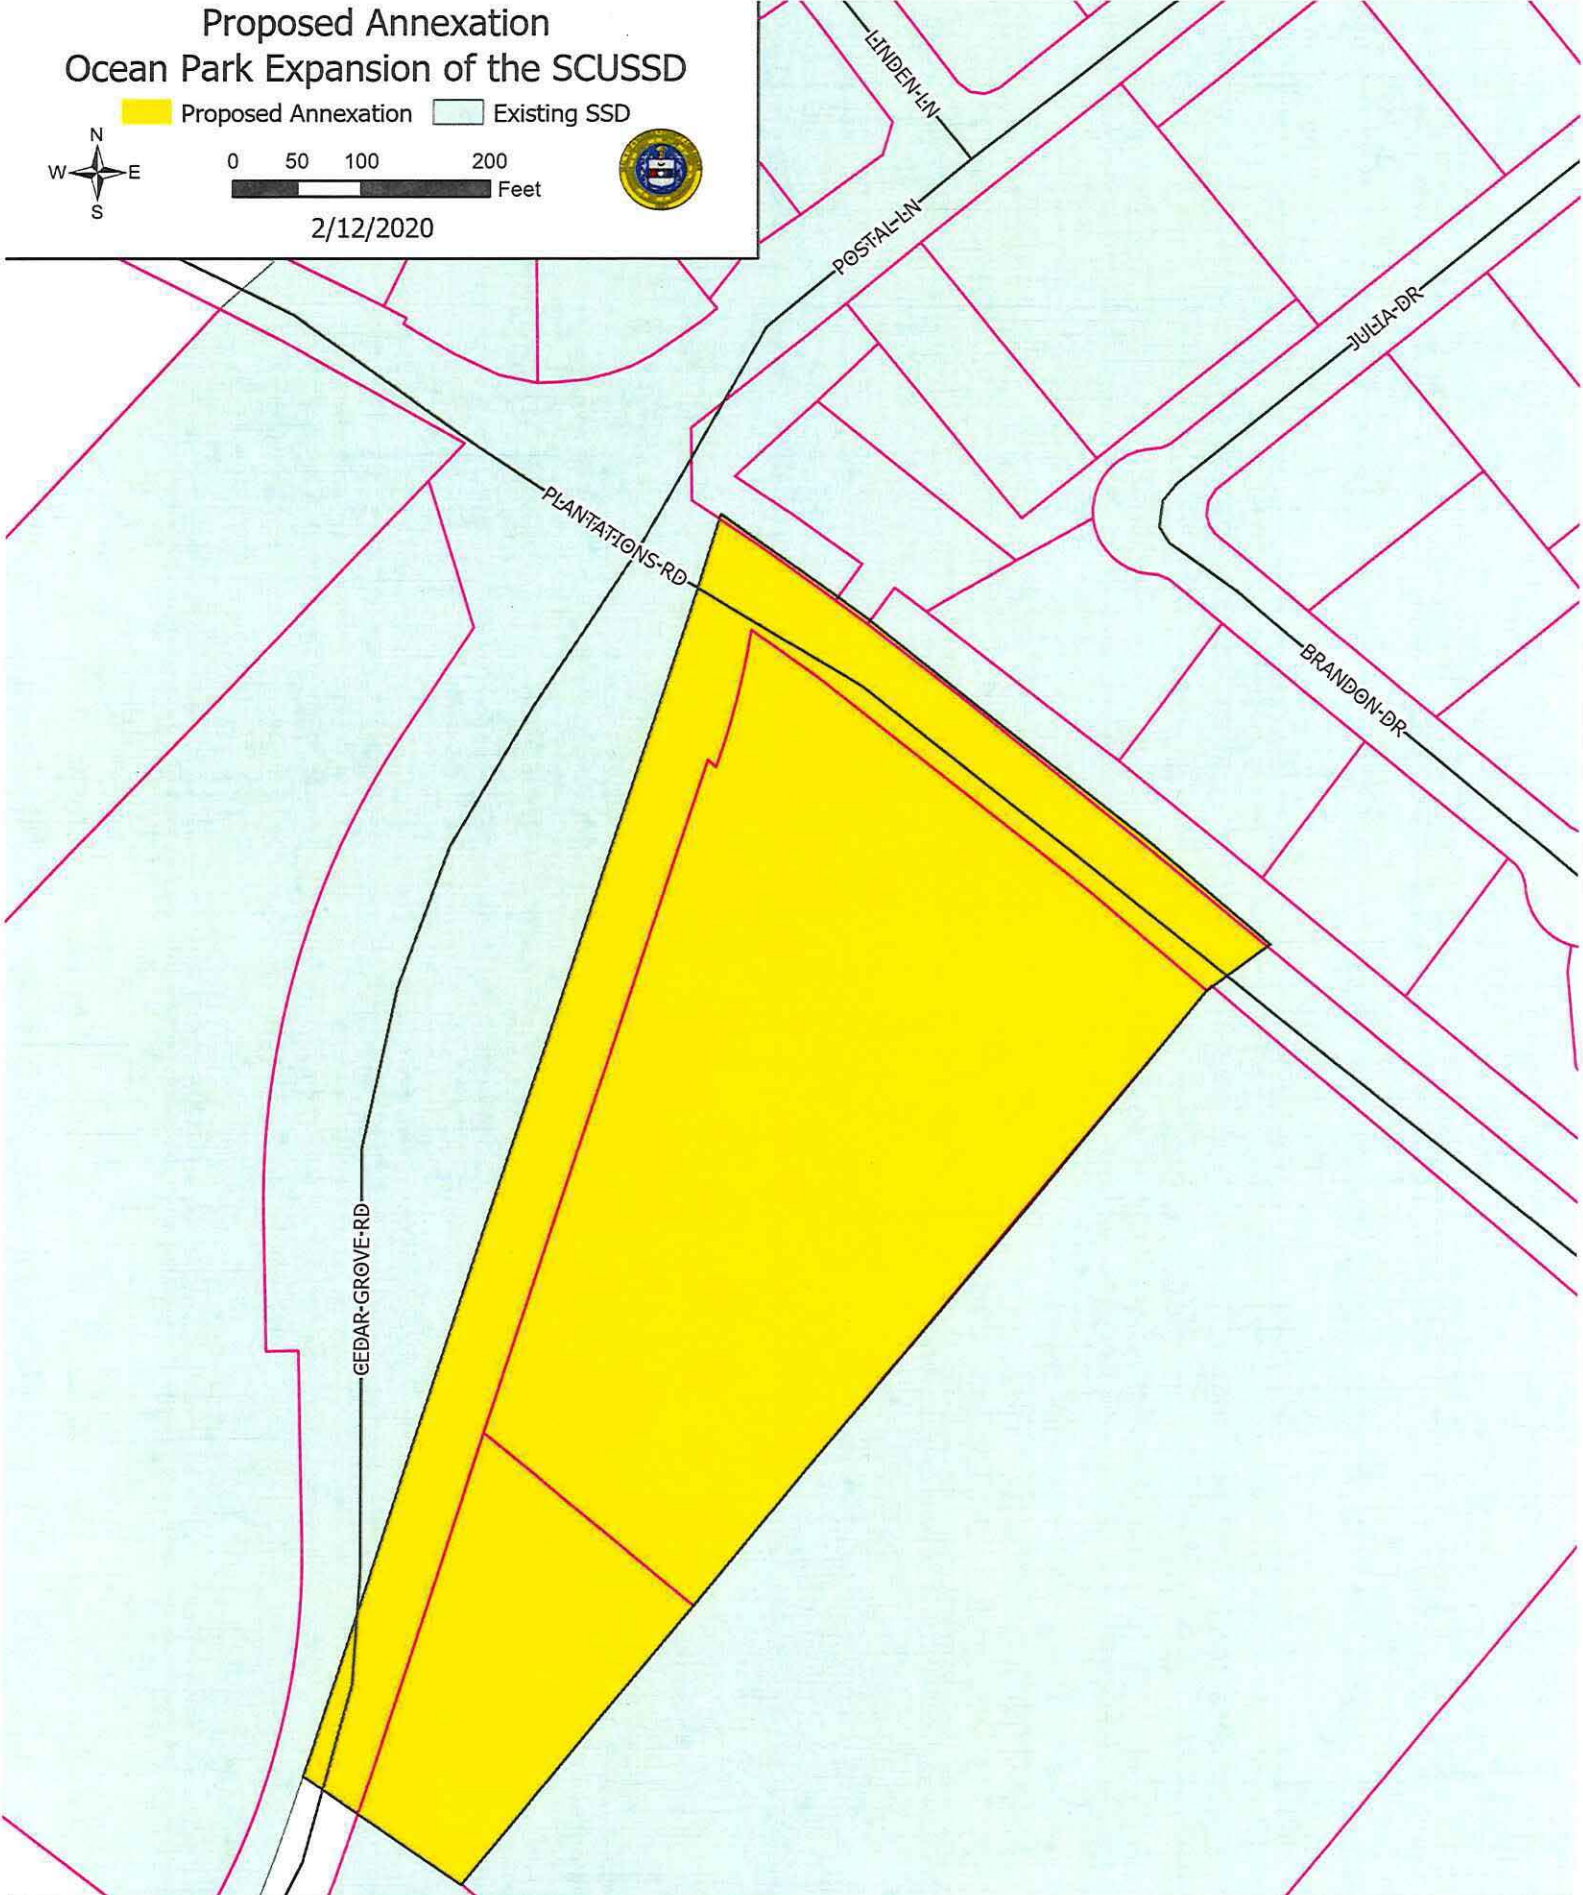 Proposed Annexation
Ocean Park Expansion of the SCUSSD
Proposed Annexation Existing SSD
N
W E
S
0 50 100 200
Feet
2/12/2020
LINDEN LN
POSTAL LN
JULIA DR
PLANTATIONS RD
BRANDON DR
CEDAR GROVE RD